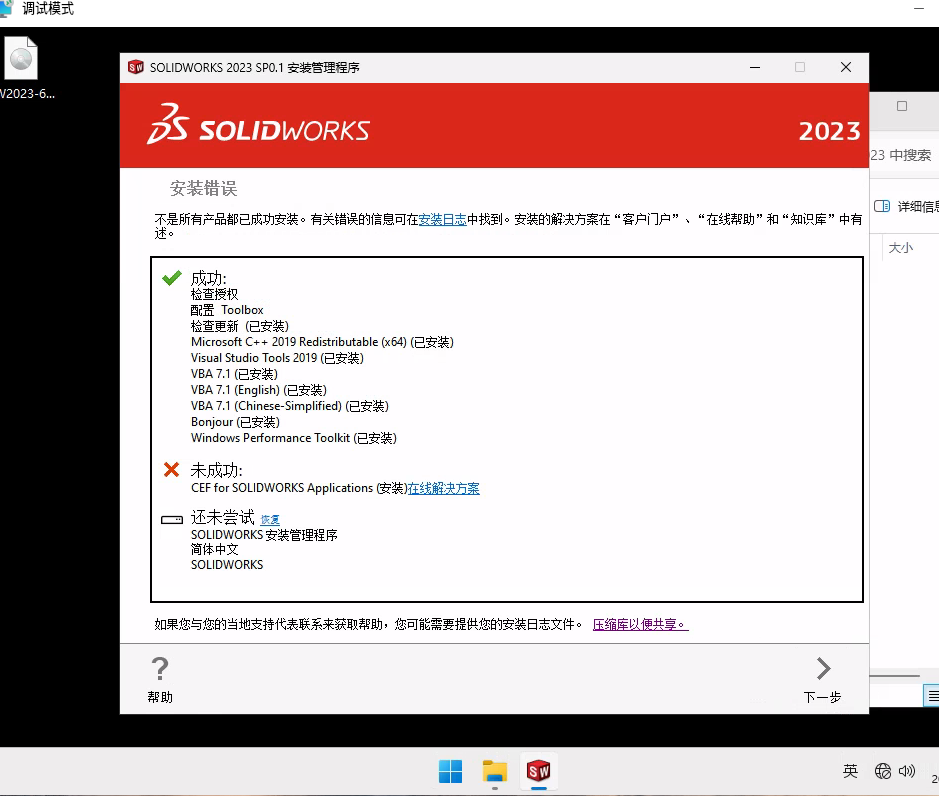 调试模式
W2023-6...
SOLIDWORKS 2023 SP0.1 安装管理程序
SOLIDWORKS
2023
23 中搜索
安装错误
不是所有产品都已成功安装。有关错误的信息可在安装日志中找到。安装的解决方案在“客户门户”、“在线帮助”和“知识库”中有
述。
详细信息
大小
成功:
检查授权
配置 Toolbox
检查更新 (已安装)
Microsoft C++ 2019 Redistributable (x64) (已安装)
Visual Studio Tools 2019 (已安装)
VBA 7.1 (已安装)
VBA 7.1 (English) (已安装)
VBA 7.1 (Chinese-Simplified) (已安装)
Bonjour (已安装)
Windows Performance Toolkit (已安装)
未成功:
CEF for SOLIDWORKS Applications (安装)在线解决方案
还未尝试 恢复
SOLIDWORKS 安装管理程序
简体中文
SOLIDWORKS
如果您与您的当地支持代表联系来获取帮助，您可能需要提供您的安装日志文件。 压缩库以便共享。
?
帮助
下一步
SW
英